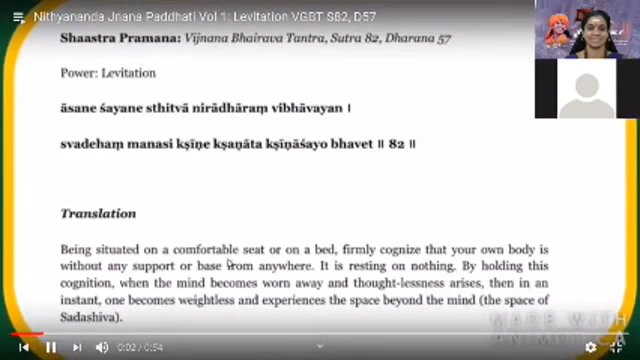 Nithyananda Jnana Paddhati Vol 1: Levitation VGBT S82, D57
Shaastra Pramana: Vijnana Bhairava Tantra, Sutra 82, Dharana 57
Power: Levitation
āsane śayane sthitvā nirādhāraṃ vibhāvayan ।
svadehaṃ manasi kṣīṇe kṣaṇāta kṣīṇāśayo bhavet ॥ 82 ॥
Translation
Being situated on a comfortable seat or on a bed, firmly cognize that your own body is
without any support or base from anywhere. It is resting on nothing. By holding this
cognition, when the mind becomes worn away and thought-lessness arises, then in an
instant, one becomes weightless and experiences the space beyond the mind (the space of
Sadashiva).
MADE WITH
0:02 / 0:54